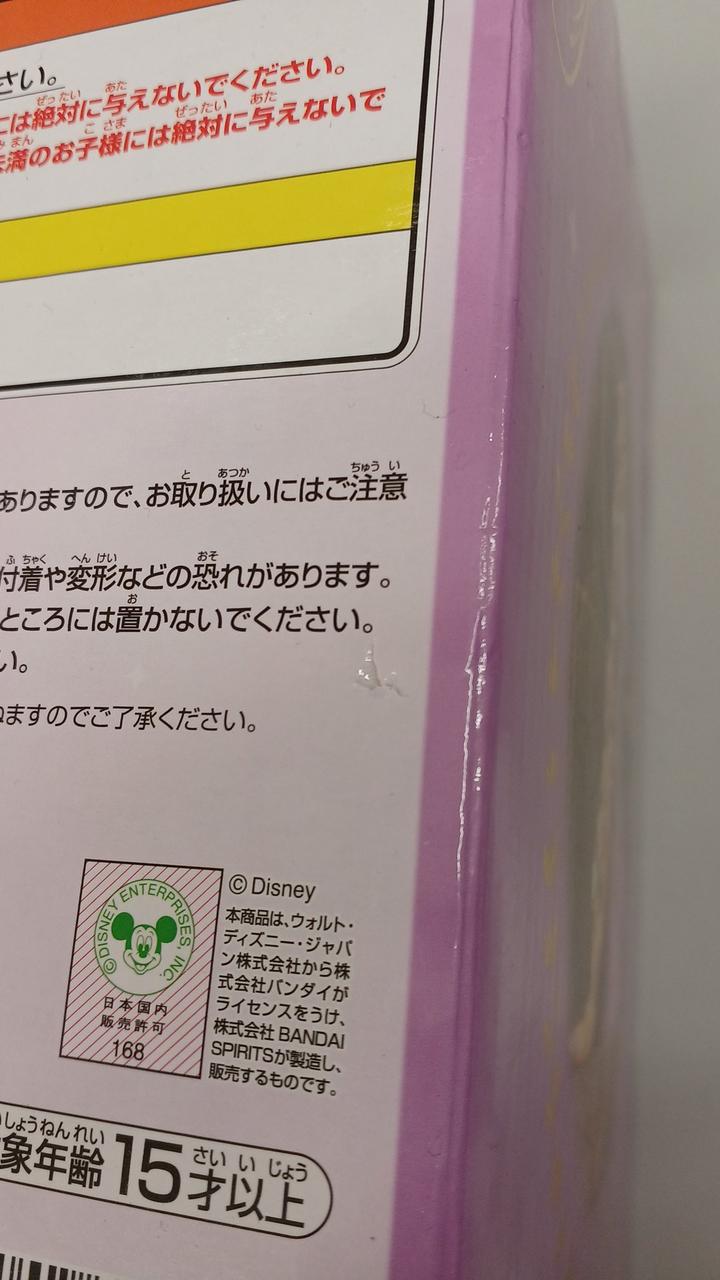 さい。
には絶対に与えないでください。
満のお子様には絶対に与えないで
ありますので、お取り扱いにはご注意
付着や変形などの恐れがあります。
ところには置かないでください。
い。
ねますのでご了承ください。
©DISNEY ENTERPRISES INC.
日本国内
販売許可
168
©Disney
本商品は、ウォルト・
ディズニー・ジャパ
ン株式会社から株
式会社バンダイが
ライセンスをうけ、
株式会社 BANDAI
SPIRITSが製造し、
販売するものです。
象年齢15才以上